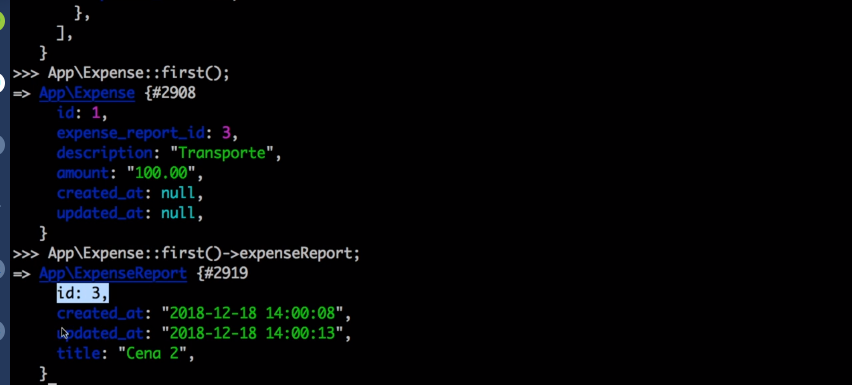 },
],
}
>>> App\Expense::first();
=> App\Expense {#2908
id: 1,
expense_report_id: 3,
description: "Transporte",
amount: "100.00",
created_at: null,
updated_at: null,
}
>>> App\Expense::first()->expenseReport;
=> App\ExpenseReport {#2919
id: 3,
created_at: "2018-12-18 14:00:08",
updated_at: "2018-12-18 14:00:13",
title: "Cena 2",
}